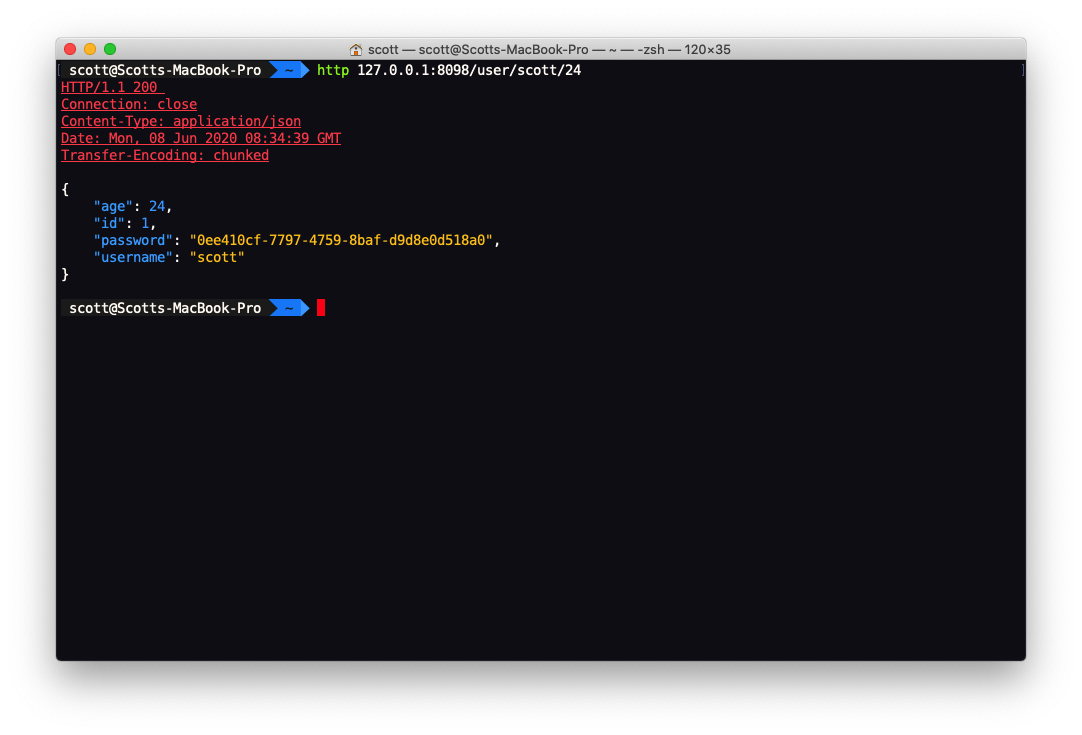 scott — scott@Scotts-MacBook-Pro — ~ — -zsh — 120×35
[ scott@Scotts-MacBook-Pro ~ http 127.0.0.1:8098/user/scott/24 ]
HTTP/1.1 200
Connection: close
Content-Type: application/json
Date: Mon, 08 Jun 2020 08:34:39 GMT
Transfer-Encoding: chunked
{
    "age": 24,
    "id": 1,
    "password": "0ee410cf-7797-4759-8baf-d9d8e0d518a0",
    "username": "scott"
}
scott@Scotts-MacBook-Pro ~